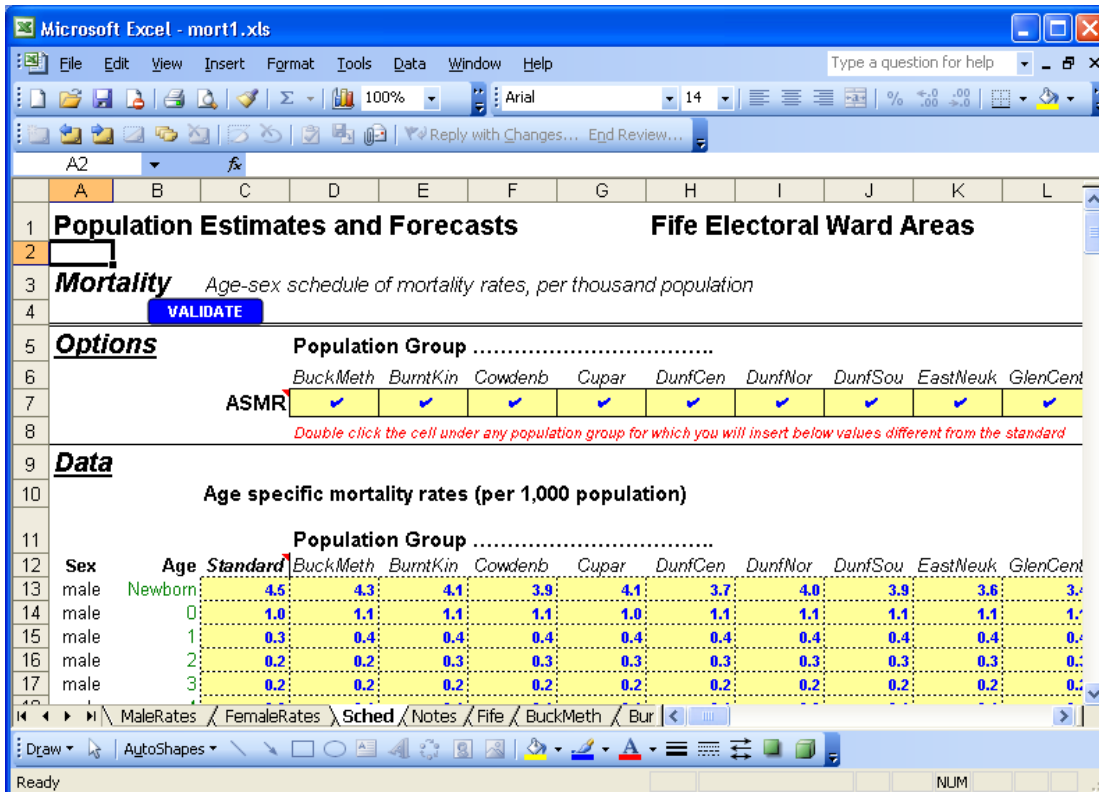 Microsoft Excel - mort1.xls
File Edit View Insert Format Tools Data Window Help Type a question for help
100% Arial 14
Reply with Changes... End Review...
A2 fx
A B C D E F G H I J K L
1 Population Estimates and Forecasts Fife Electoral Ward Areas
2
3 Mortality Age-sex schedule of mortality rates, per thousand population
4 VALIDATE
5 Options Population Group ......................................
6 BuckMeth BurntKin Cowdenb Cupar DunfCen DunfNor DunfSou EastNeuk GlenCent
7 ASMR ✔ ✔ ✔ ✔ ✔ ✔ ✔ ✔ ✔
8 Double click the cell under any population group for which you will insert below values different from the standard
9 Data
10 Age specific mortality rates (per 1,000 population)
11 Population Group ......................................
12 Sex Age Standard BuckMeth BurntKin Cowdenb Cupar DunfCen DunfNor DunfSou EastNeuk GlenCent
13 male Newborn 4.5 4.3 4.1 3.9 4.1 3.7 4.0 3.9 3.6 3.4
14 male 0 1.0 1.1 1.1 1.1 1.0 1.1 1.1 1.1 1.1 1.1
15 male 1 0.3 0.4 0.4 0.4 0.4 0.4 0.4 0.4 0.4 0.4
16 male 2 0.2 0.2 0.3 0.3 0.3 0.3 0.3 0.3 0.3
17 male 3 0.2 0.2 0.2 0.2 0.2 0.2 0.2 0.2 0.2
MaleRates FemaleRates Sched Notes Fife BuckMeth Bur
Draw AutoShapes
Ready NUM